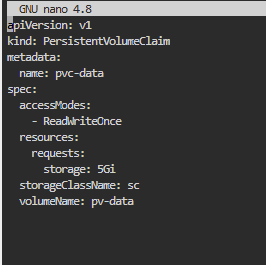 GNU nano 4.8
apiVersion: v1
kind: PersistentVolumeClaim
metadata:
  name: pvc-data
spec:
  accessModes:
    - ReadWriteOnce
  resources:
    requests:
      storage: 5Gi
  storageClassName: sc
  volumeName: pv-data